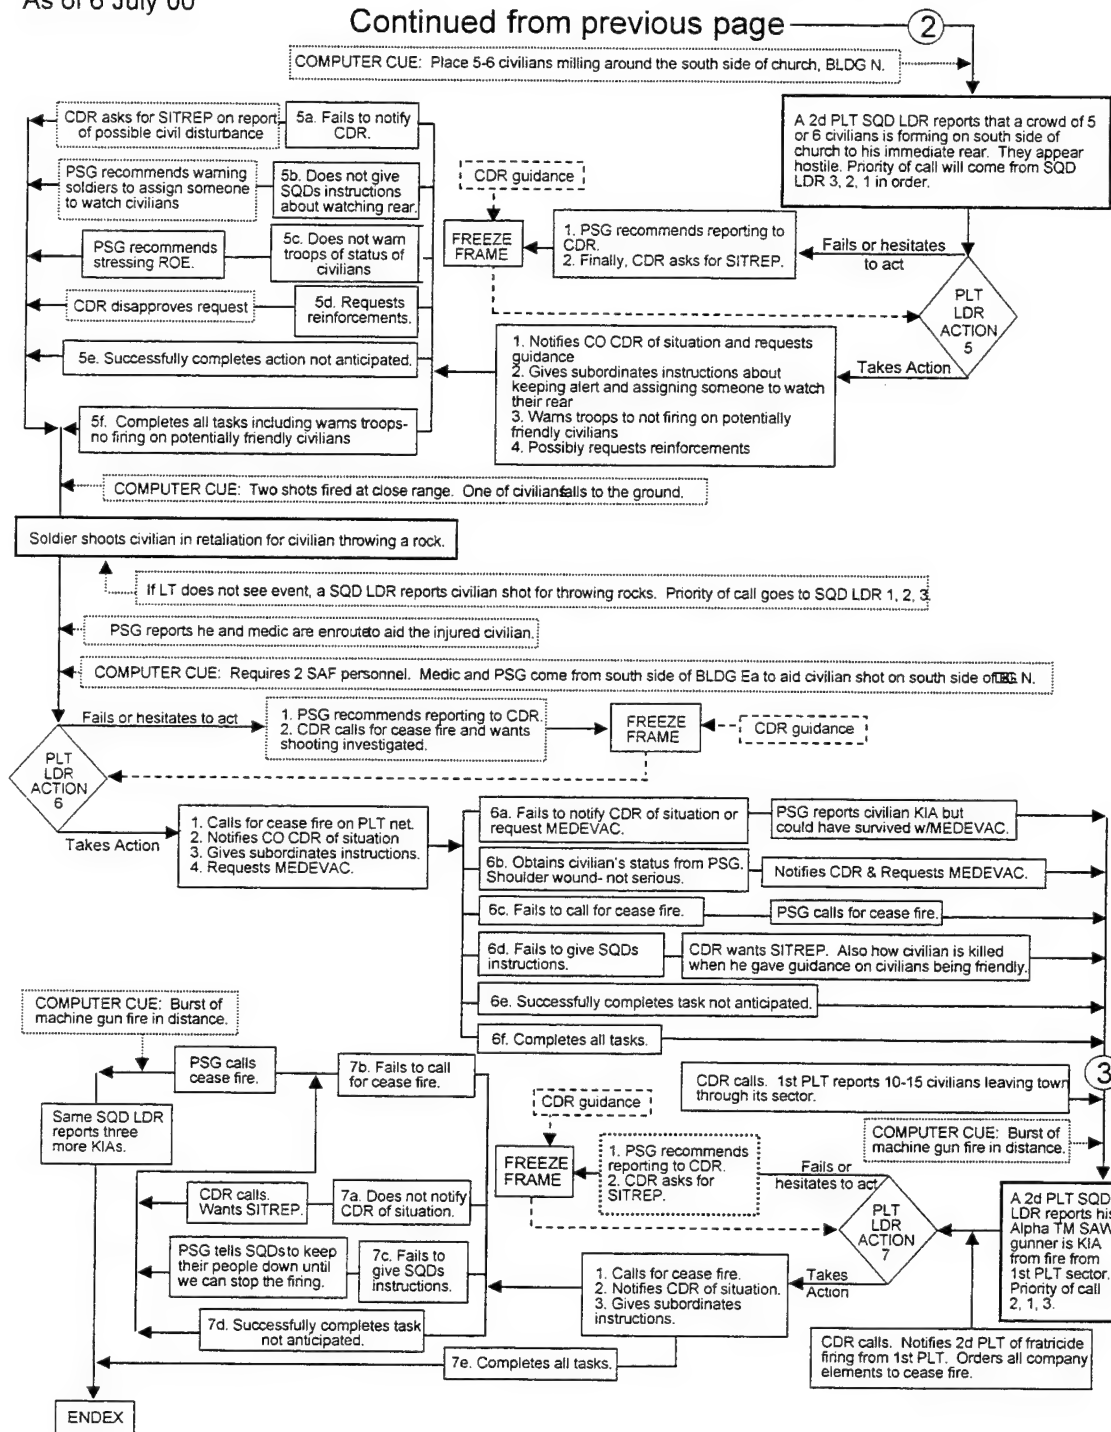 As of 6 July 00
Continued from previous page
2
COMPUTER CUE: Place 5-6 civilians milling around the south side of church, BLDG N.
A 2d PLT SQD LDR reports that a crowd of 5
or 6 civilians is forming on south side of
church to his immediate rear. They appear
hostile. Priority of call will come from SQD
LDR 3, 2, 1 in order.
CDR asks for SITREP on report
of possible civil disturbance
5a. Fails to notify
CDR.
PSG recommends warning
soldiers to assign someone
to watch civilians
5b. Does not give
SQDs instructions
about watching rear.
PSG recommends
stressing ROE.
5c. Does not warn
troops of status of
civilians
CDR disapproves request
5d. Requests
reinforcements.
5e. Successfully completes action not anticipated.
5f. Completes all tasks including warns troops-
no firing on potentially friendly civilians
CDR guidance
FREEZE
FRAME
1. PSG recommends reporting to
CDR.
2. Finally, CDR asks for SITREP.
Fails or hesitates
to act
PLT
LDR
ACTION
5
Takes Action
1. Notifies CO CDR of situation and requests
guidance
2. Gives subordinates instructions about
keeping alert and assigning someone to watch
their rear
3. Warns troops to not firing on potentially
friendly civilians
4. Possibly requests reinforcements
COMPUTER CUE: Two shots fired at close range. One of civilians falls to the ground.
Soldier shoots civilian in retaliation for civilian throwing a rock.
If LT does not see event, a SQD LDR reports civilian shot for throwing rocks. Priority of call goes to SQD LDR 1, 2, 3
PSG reports he and medic are enroute to aid the injured civilian.
COMPUTER CUE: Requires 2 SAF personnel. Medic and PSG come from south side of BLDG Ea to aid civilian shot on south side of N.
Fails or hesitates to act
1. PSG recommends reporting to CDR.
2. CDR calls for cease fire and wants
shooting investigated.
FREEZE
FRAME
CDR guidance
PLT
LDR
ACTION
6
Takes Action
1. Calls for cease fire on PLT net.
2. Notifies CO CDR of situation
3. Gives subordinates instructions.
4. Requests MEDEVAC.
6a. Fails to notify CDR of situation or
request MEDEVAC.
PSG reports civilian KIA but
could have survived w/MEDEVAC.
6b. Obtains civilian's status from PSG.
Shoulder wound- not serious.
Notifies CDR & Requests MEDEVAC.
6c. Fails to call for cease fire.
PSG calls for cease fire.
6d. Fails to give SQDs
instructions.
CDR wants SITREP. Also how civilian is killed
when he gave guidance on civilians being friendly.
6e. Successfully completes task not anticipated.
6f. Completes all tasks.
3
CDR calls. 1st PLT reports 10-15 civilians leaving town
through its sector.
COMPUTER CUE: Burst of
machine gun fire in distance.
A 2d PLT SQD
LDR reports his
Alpha TM SAW
gunner is KIA
from fire from
1st PLT sector.
Priority of call
2, 1, 3.
CDR calls. Notifies 2d PLT of fratricide
firing from 1st PLT. Orders all company
elements to cease fire.
PLT
LDR
ACTION
7
Fails or
hesitates to act
1. PSG recommends
reporting to CDR.
2. CDR asks for
SITREP.
FREEZE
FRAME
CDR guidance
Takes
Action
1. Calls for cease fire.
2. Notifies CDR of situation.
3. Gives subordinates
instructions.
COMPUTER CUE: Burst of
machine gun fire in distance.
PSG calls
cease fire.
7b. Fails to call
for cease fire.
Same SQD LDR
reports three
more KIAs.
CDR calls.
Wants SITREP.
7a. Does not notify
CDR of situation.
PSG tells SQDs to keep
their people down until
we can stop the firing.
7c. Fails to
give SQDs
instructions.
7d. Successfully completes task
not anticipated.
7e. Completes all tasks.
ENDEX